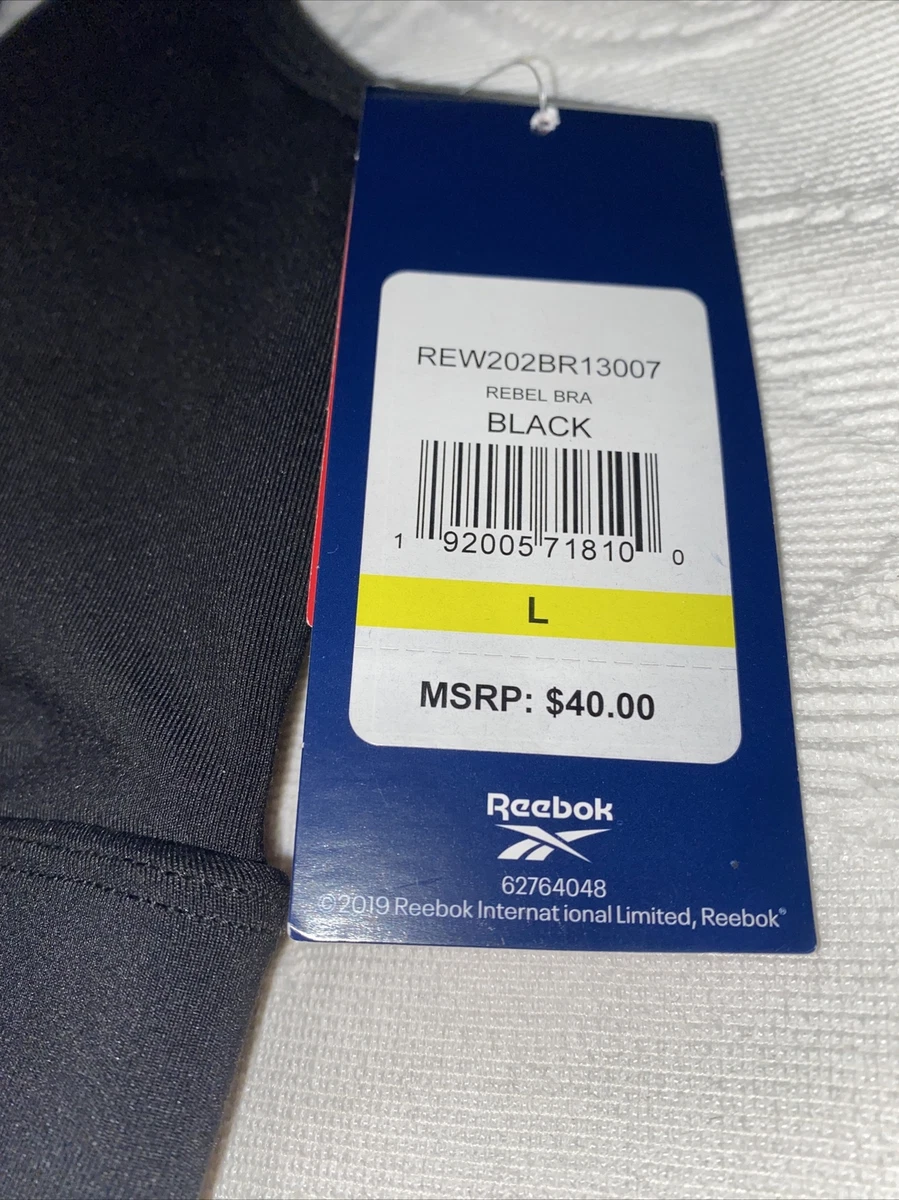 REW202BR13007
REBEL BRA
BLACK
1 92005 71810 0
L
MSRP: $40.00
Reebok
62764048
©2019 Reebok International Limited, Reebok®